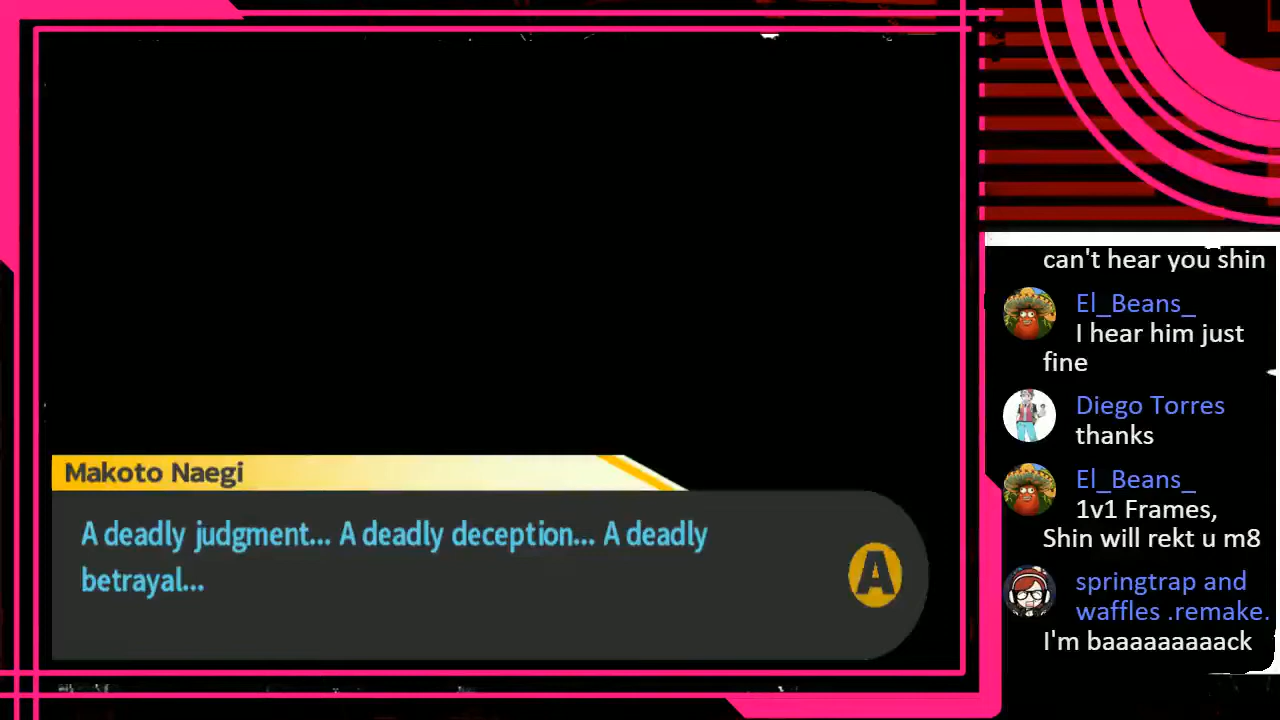 Makoto Naegi
A deadly judgment... A deadly deception... A deadly
betrayal...
A
can't hear you shin
El_Beans_
I hear him just
fine
Diego Torres
thanks
El_Beans_
1v1 Frames,
Shin will rekt u m8
springtrap and
waffles .remake.
I'm baaaaaaaaack